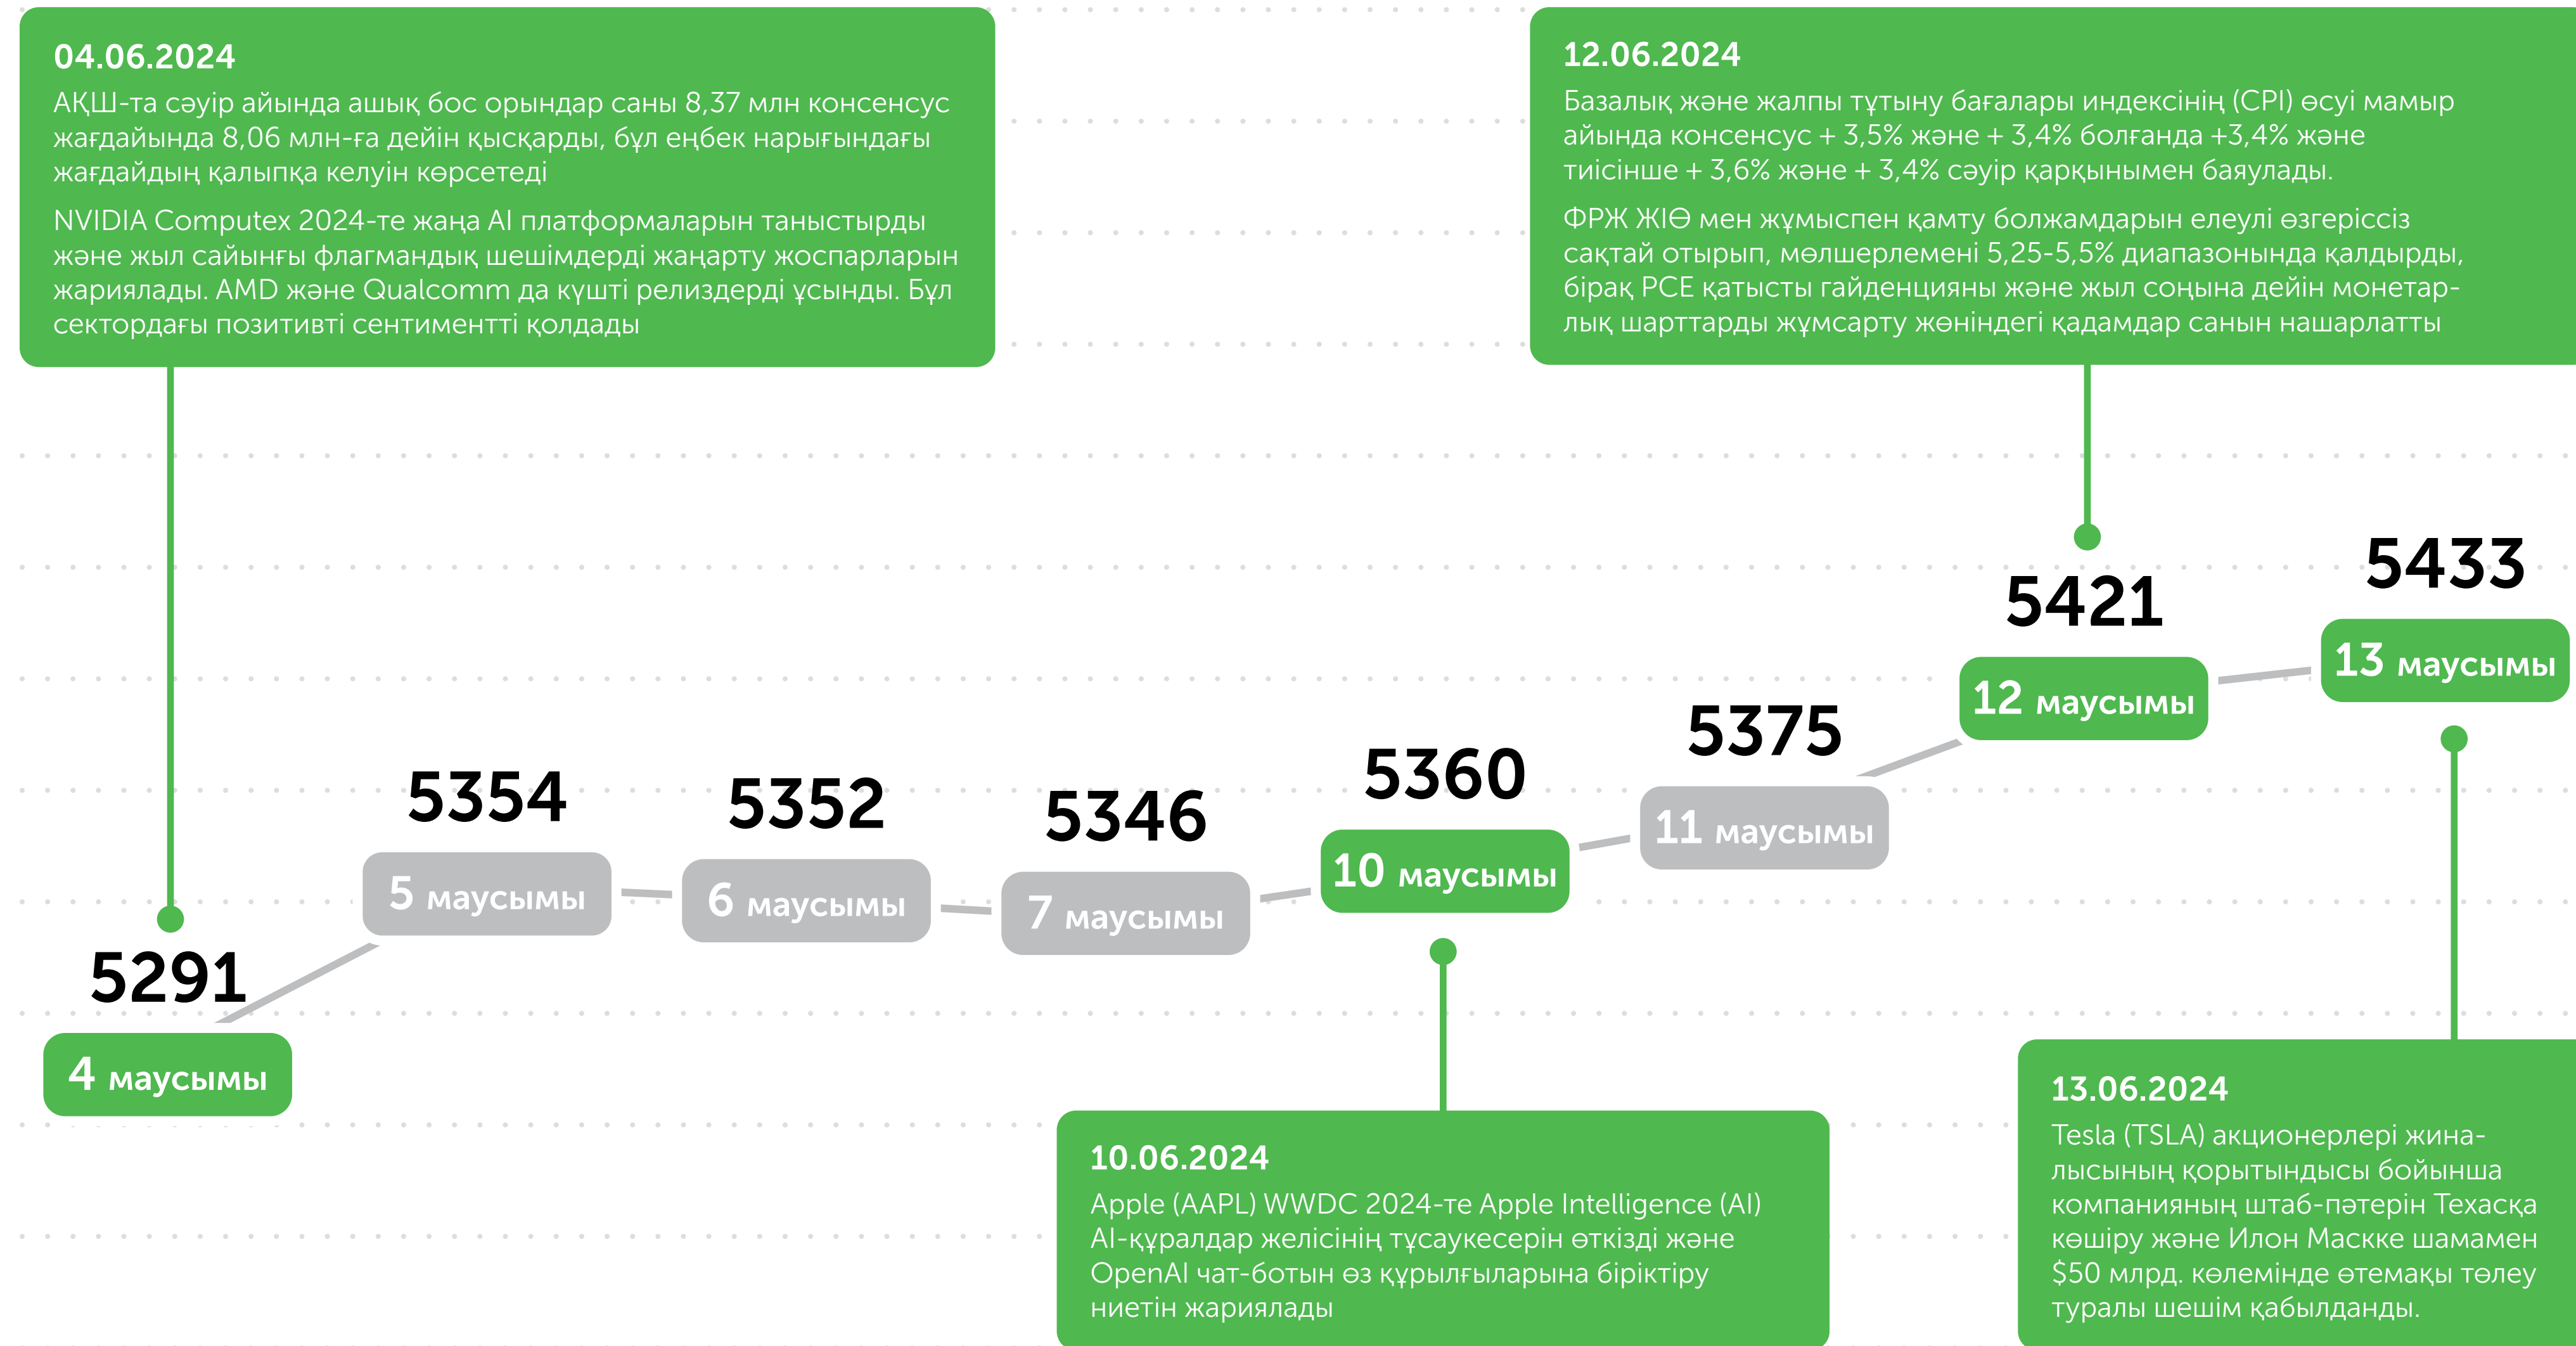 04.06.2024
АҚШ-та сәуір айында ашық бос орындар саны 8,37 млн консенсус
жағдайында 8,06 млн-ға дейін қысқарды, бұл еңбек нарығындағы
жағдайдың қалыпқа келуін көрсетеді
NVIDIA Computex 2024-те жаңа AI платформаларын таныстырды
және жыл сайынғы флагмандық шешімдерді жаңарту жоспарларын
жариялады. AMD және Qualcomm да күшті релиздерді ұсынды. Бұл
сектордағы позитивті сентиментті қолдады
12.06.2024
Базалық және жалпы тұтыну бағалары индексінің (CPI) өсуі мамыр
айында консенсус + 3,5% және + 3,4% болғанда +3,4% және
тиісінше + 3,6% және + 3,4% сәуір қарқынымен баяулады.
ФРЖ ЖІӨ мен жұмыспен қамту болжамдарын елеулі өзгеріссіз
сақтай отырып, мөлшерлемені 5,25-5,5% диапазонында қалдырды,
бірақ PCE қатысты гайденцияны және жыл соңына дейін монетар-
лық шарттарды жұмсарту жөніндегі қадамдар санын нашарлатты
5291
4 маусымы
5354
5 маусымы
5352
6 маусымы
5346
7 маусымы
5360
10 маусымы
5375
11 маусымы
5421
12 маусымы
5433
13 маусымы
10.06.2024
Apple (AAPL) WWDC 2024-те Apple Intelligence (AI)
AI-құралдар желісінің тұсаукесерін өткізді және
OpenAI чат-ботын өз құрылғыларына біріктіру
ниетін жариялады
13.06.2024
Tesla (TSLA) акционерлері жина-
лысының қорытындысы бойынша
компанияның штаб-пәтерін Техасқа
көшіру және Илон Маскке шамамен
$50 млрд. көлемінде өтемақы төлеу
туралы шешім қабылданды.